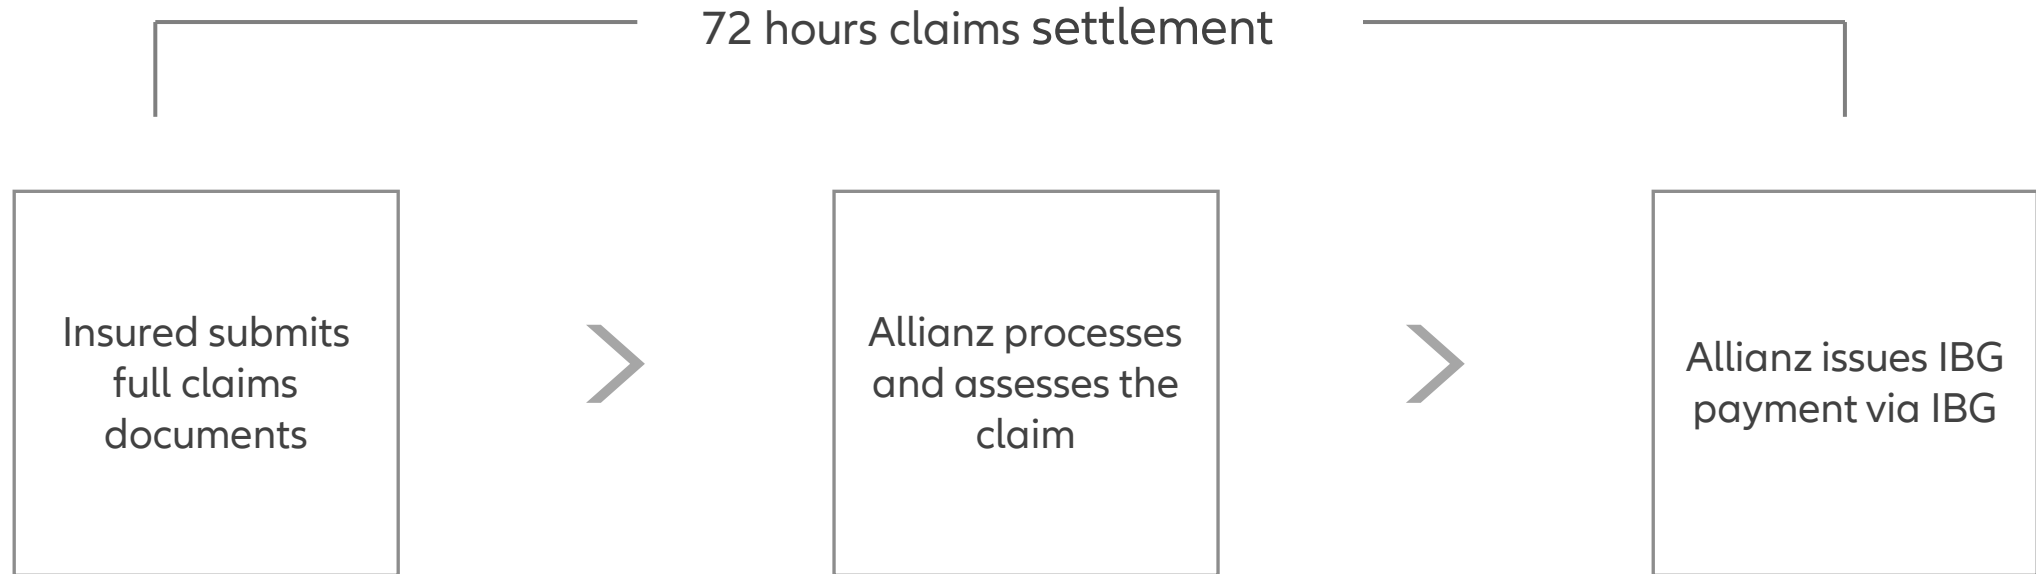 72 hours claims settlement
Insured submits
full claims
documents
Allianz processes
and assesses the
claim
Allianz issues IBG
payment via IBG